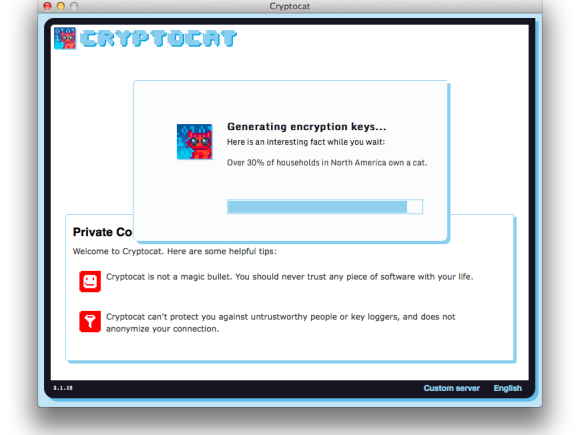 Cryptocat
CRYPTOCAT
Generating encryption keys...
Here is an interesting fact while you wait:
Over 30% of households in North America own a cat.
Private Co
Welcome to Cryptocat. Here are some helpful tips:
Cryptocat is not a magic bullet. You should never trust any piece of software with your life.
Cryptocat can't protect you against untrustworthy people or key loggers, and does not
anonymize your connection.
2.1.15 Custom server English